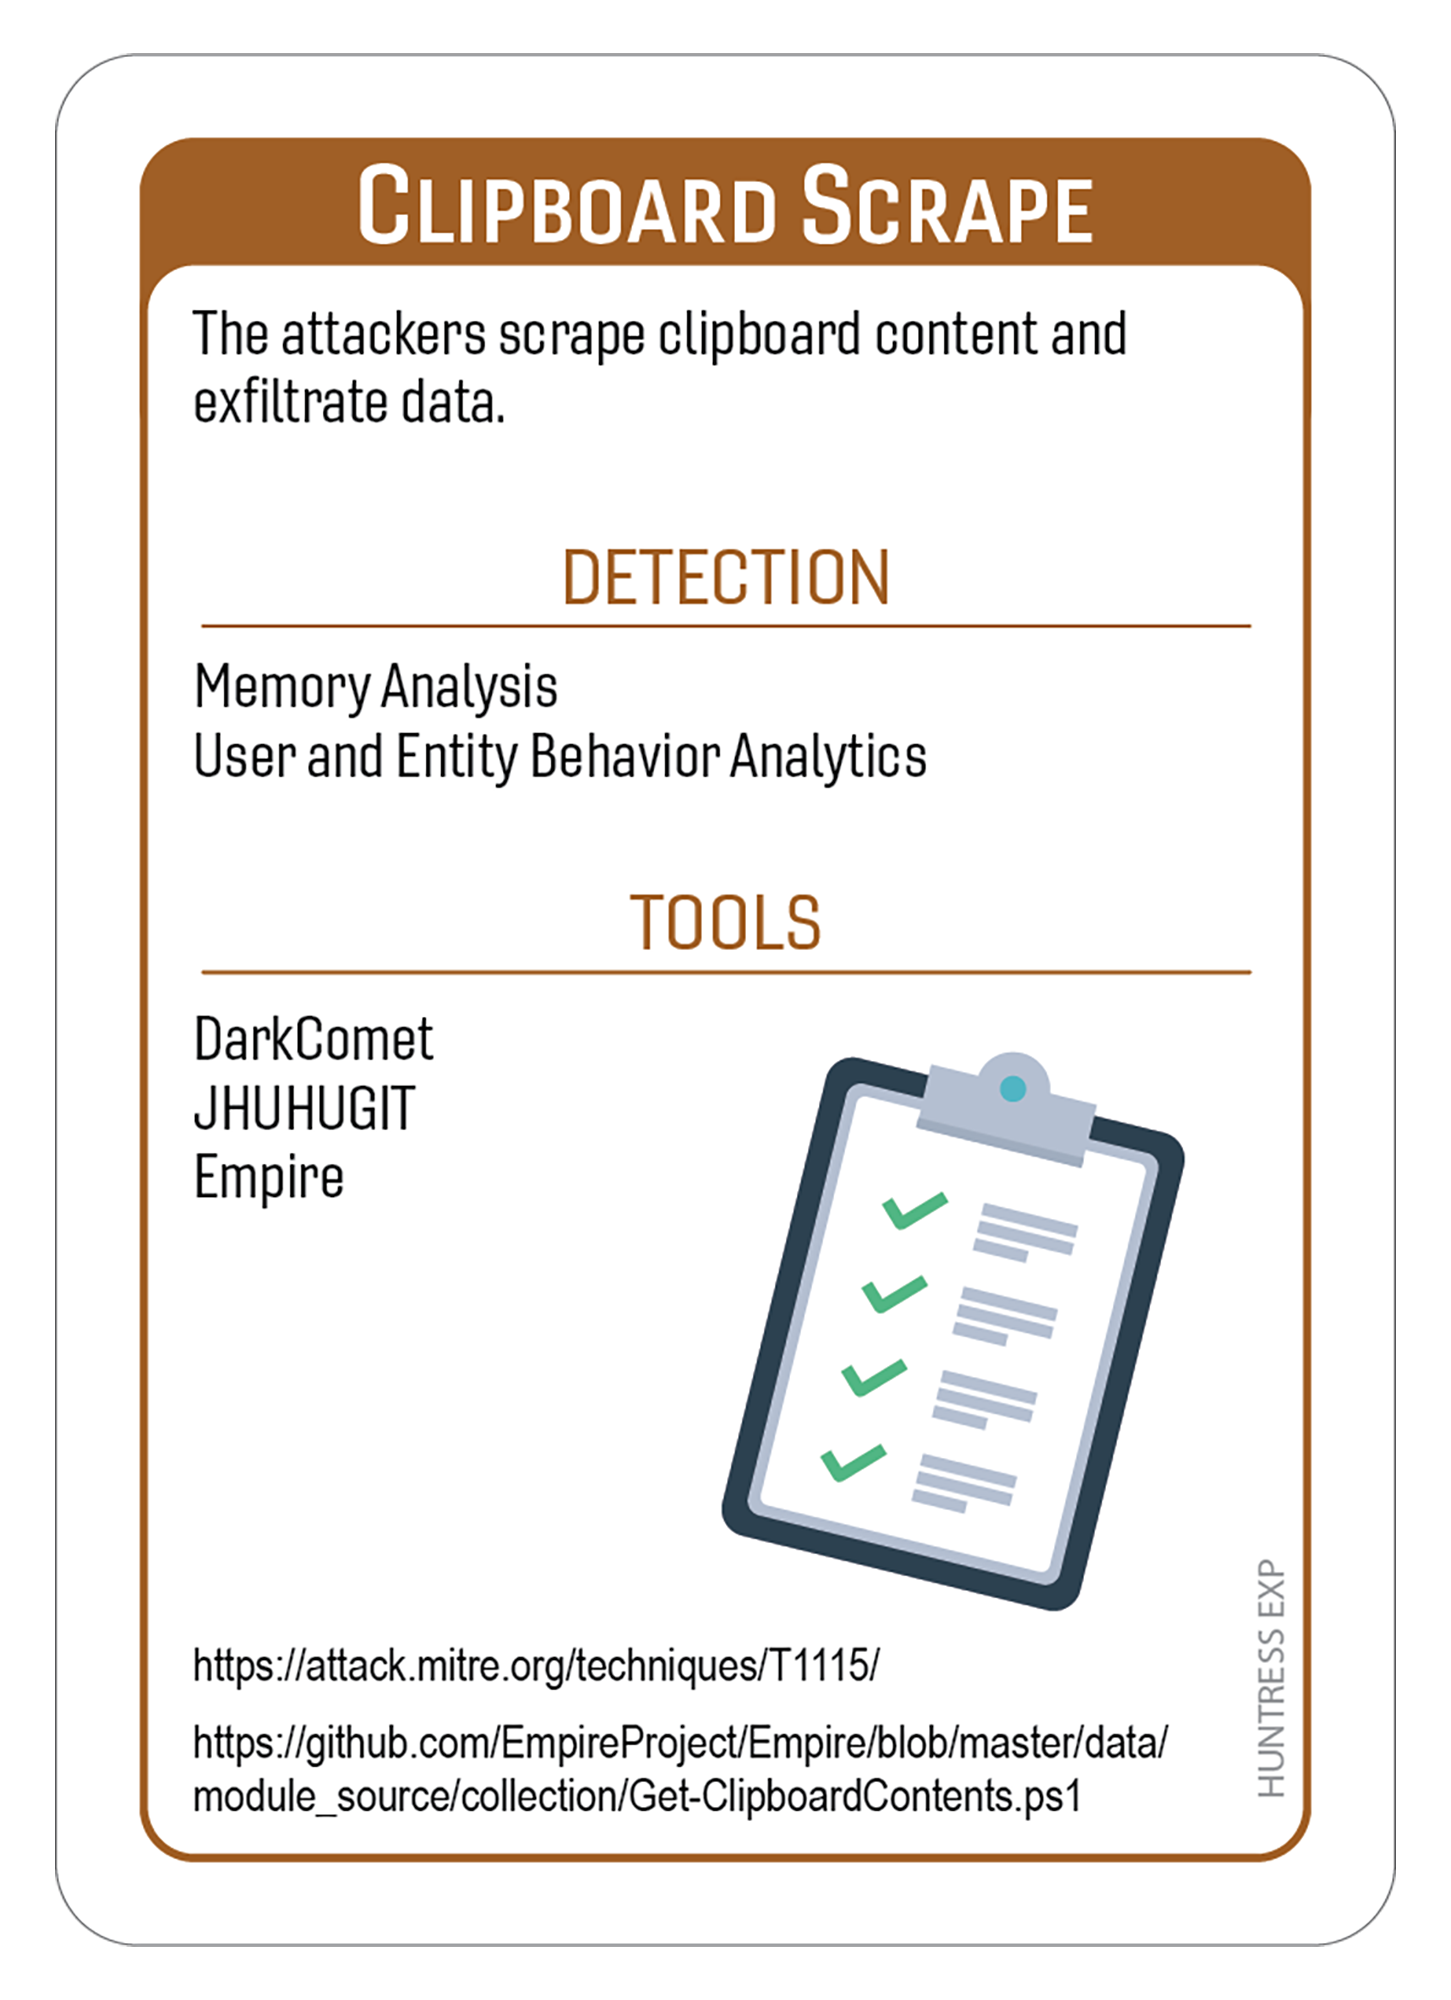 CLIPBOARD SCRAPE
The attackers scrape clipboard content and
exfiltrate data.
DETECTION
Memory Analysis
User and Entity Behavior Analytics
TOOLS
DarkComet
JHUHUGIT
Empire
https://attack.mitre.org/techniques/T1115/
https://github.com/EmpireProject/Empire/blob/master/data/
module_source/collection/Get-ClipboardContents.ps1
HUNTRESS EXP